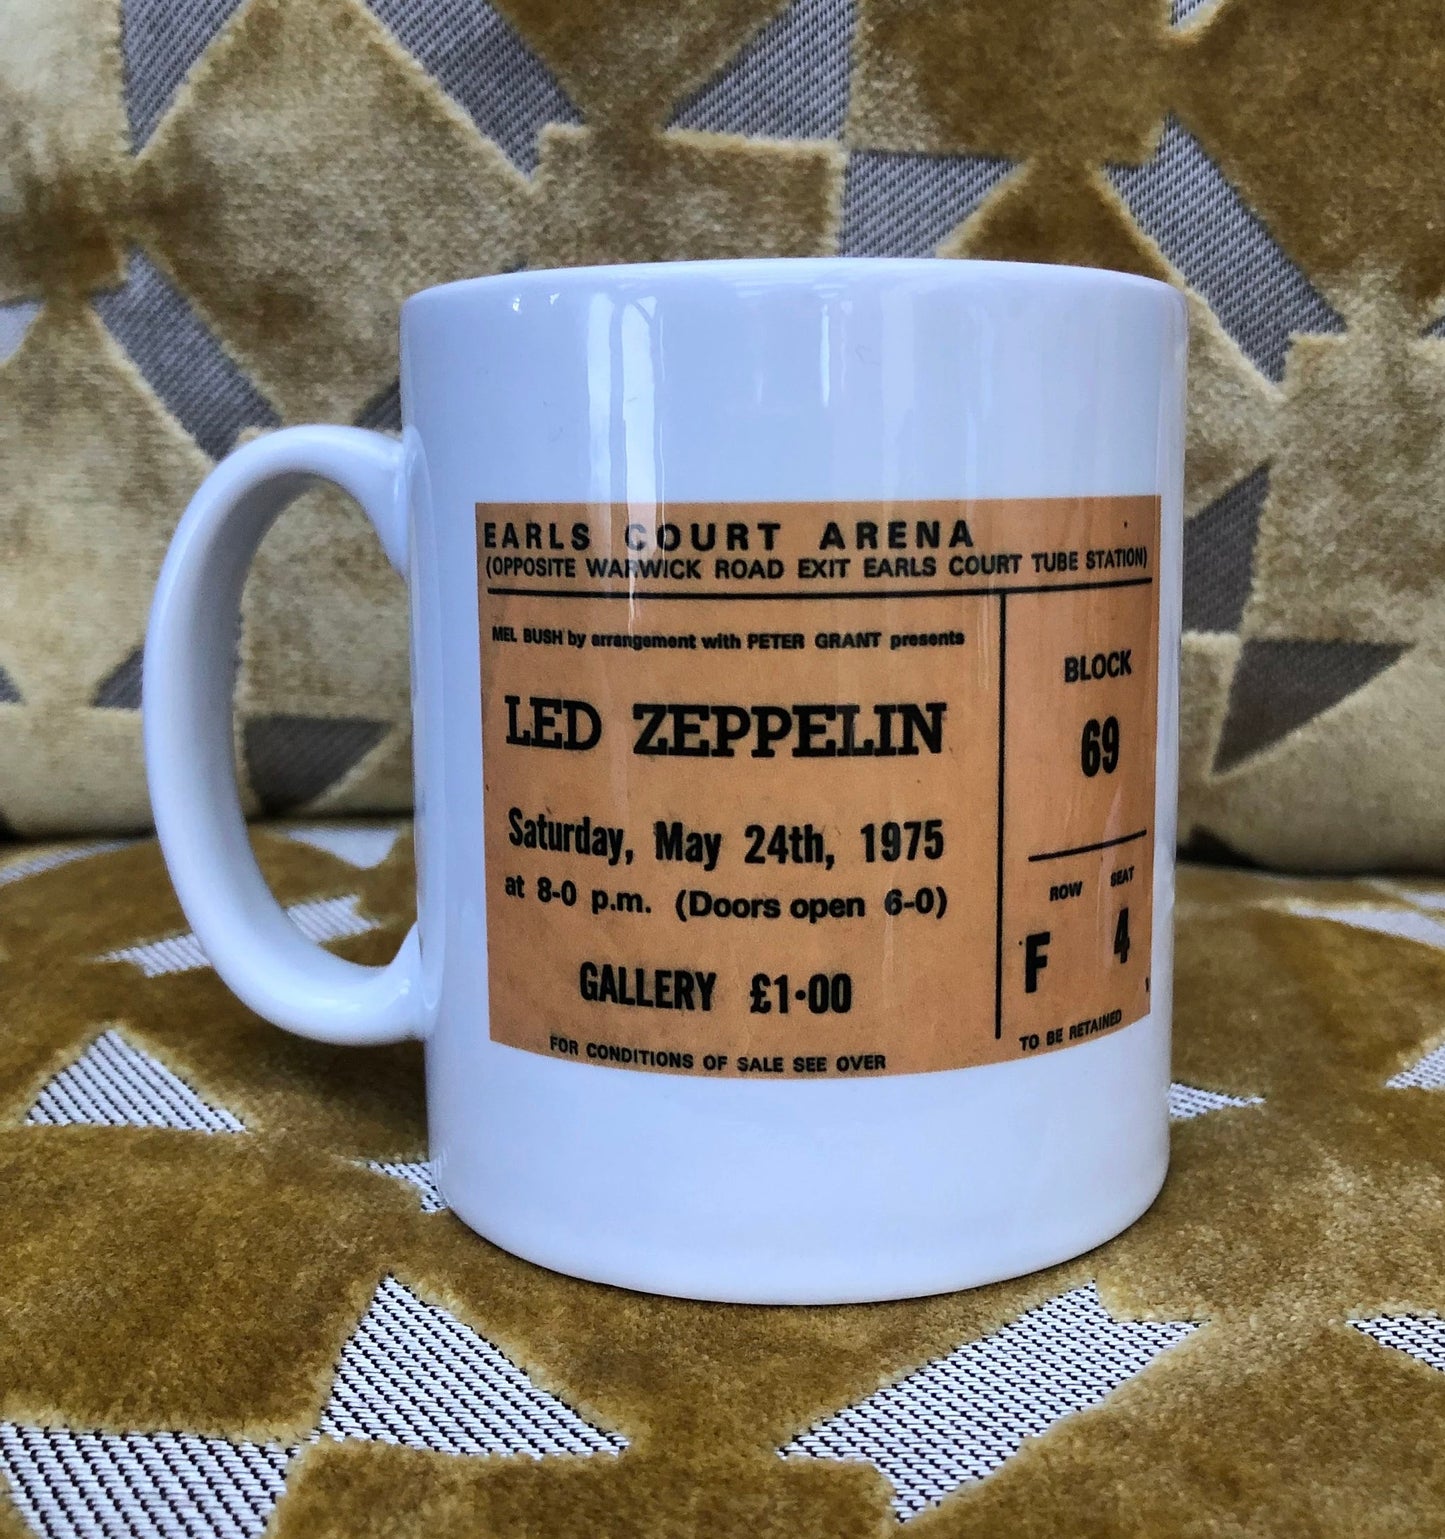 EARLS COURT ARENA
(OPPOSITE WARWICK ROAD EXIT EARLS COURT TUBE STATION)
MEL BUSH by arrangement with PETER GRANT presents
LED ZEPPELIN
Saturday, May 24th, 1975
at 8-0 p.m. (Doors open 6-0)
GALLERY £1·00
FOR CONDITIONS OF SALE SEE OVER
BLOCK
69
ROW SEAT
F 4
TO BE RETAINED